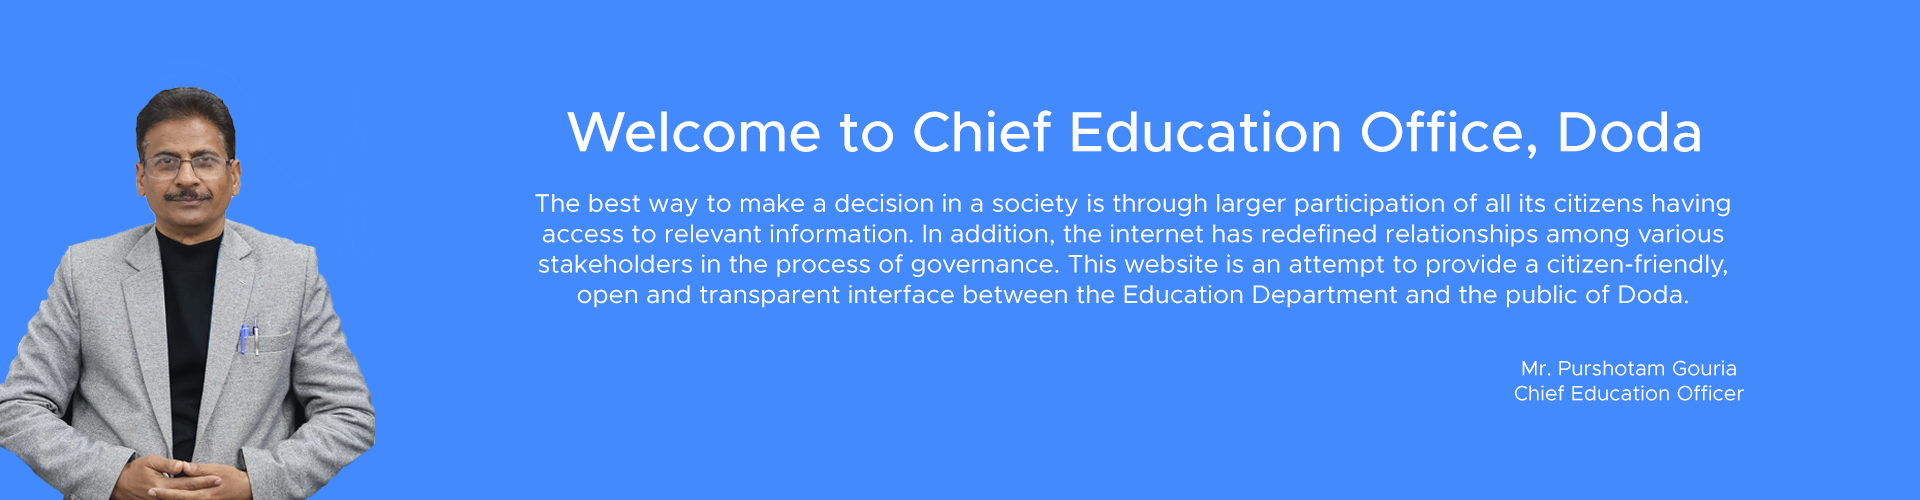 Welcome to Chief Education Office, Doda
The best way to make a decision in a society is through larger participation of all its citizens having
access to relevant information. In addition, the internet has redefined relationships among various
stakeholders in the process of governance. This website is an attempt to provide a citizen-friendly,
open and transparent interface between the Education Department and the public of Doda.
Mr. Purshotam Gouria
Chief Education Officer